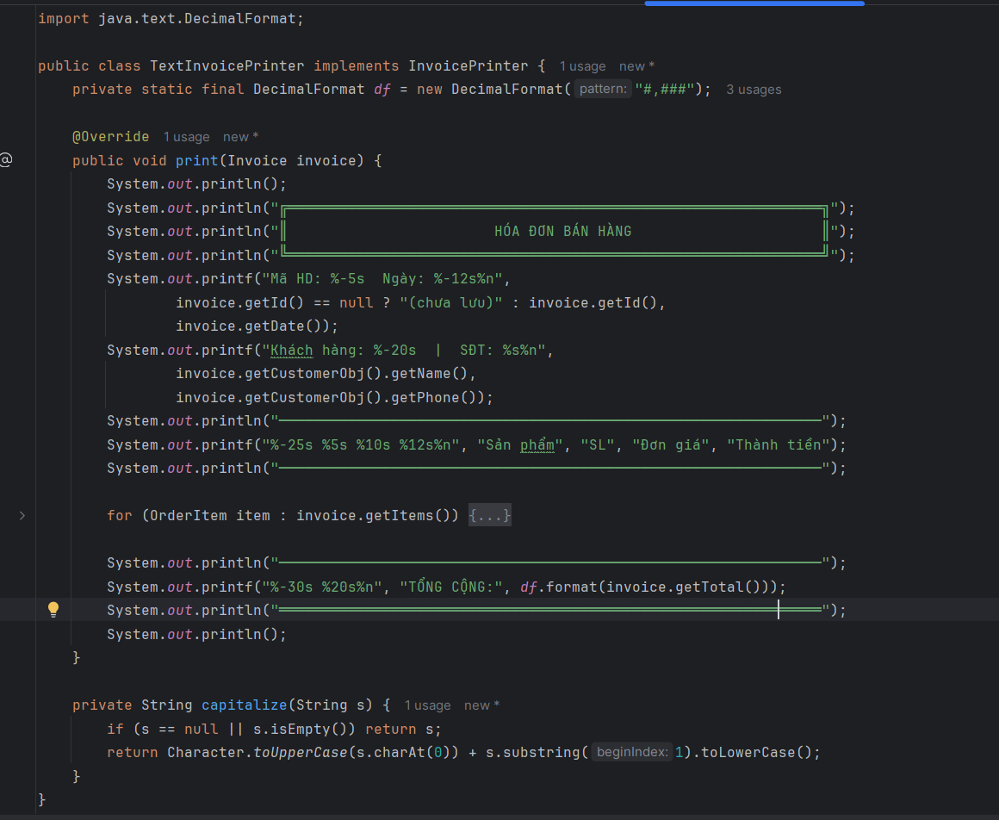 import java.text.DecimalFormat;
public class TextInvoicePrinter implements InvoicePrinter { 1 usage new *
private static final DecimalFormat df = new DecimalFormat( pattern: "#,###"); 3 usages
@Override 1 usage new *
public void print(Invoice invoice) {
System.out.println();
System.out.println("╔══════════════════════════════════════════════════════════════╗");
System.out.println("║                        HÓA ĐƠN BÁN HÀNG                      ║");
System.out.println("╚══════════════════════════════════════════════════════════════╝");
System.out.printf("Mã HD: %-5s  Ngày: %-12s%n",
invoice.getId() == null ? "(chưa lưu)" : invoice.getId(),
invoice.getDate());
System.out.printf("Khách hàng: %-20s  |  SĐT: %s%n",
invoice.getCustomerObj().getName(),
invoice.getCustomerObj().getPhone());
System.out.println("───────────────────────────────────────────────────────────────");
System.out.printf("%-25s %5s %10s %12s%n", "Sản phẩm", "SL", "Đơn giá", "Thành tiền");
System.out.println("───────────────────────────────────────────────────────────────");
for (OrderItem item : invoice.getItems()) {...}
System.out.println("───────────────────────────────────────────────────────────────");
System.out.printf("%-30s %20s%n", "TỔNG CỘNG:", df.format(invoice.getTotal()));
System.out.println("═══════════════════════════════════════════════════════════════");
System.out.println();
}
private String capitalize(String s) { 1 usage new *
if (s == null || s.isEmpty()) return s;
return Character.toUpperCase(s.charAt(0)) + s.substring( beginIndex: 1).toLowerCase();
}
}